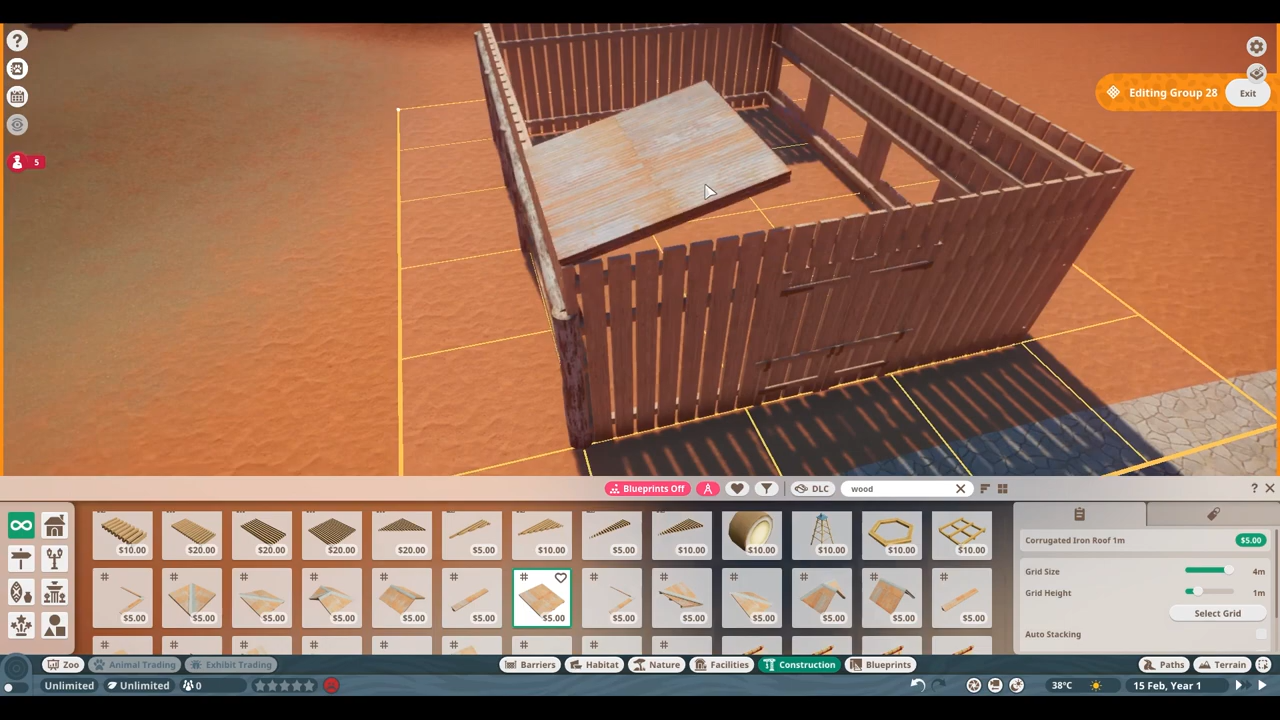 ?
Editing Group 28
Exit
5
Blueprints Off
DLC
wood
?
$10.00
$20.00
$20.00
$20.00
$20.00
$5.00
$10.00
$5.00
$10.00
$10.00
$10.00
$10.00
$10.00
Corrugated Iron Roof 1m
$5.00
Grid Size
4m
Grid Height
1m
$5.00
$5.00
$5.00
$5.00
$5.00
$5.00
$5.00
$5.00
$5.00
$5.00
$5.00
$5.00
$5.00
Select Grid
Auto Stacking
Zoo
Animal Trading
Exhibit Trading
Barriers
Habitat
Nature
Facilities
Construction
Blueprints
Paths
Terrain
Unlimited
Unlimited
0
38°C
15 Feb, Year 1